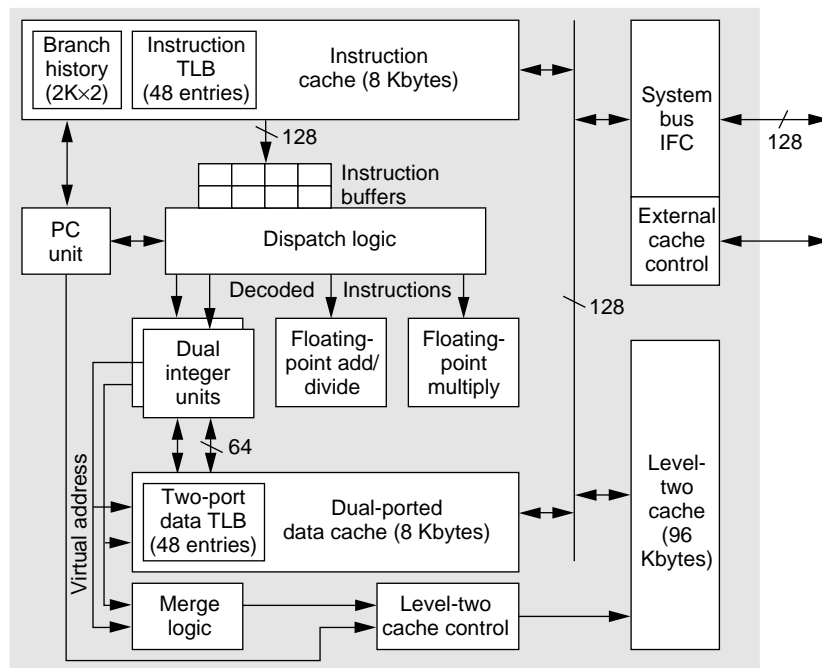 Branch
history
(2K×2)
Instruction
TLB
(48 entries)
Instruction
cache (8 Kbytes)
System
bus
IFC
128
128
Instruction
buffers
PC
unit
Dispatch logic
External
cache
control
Decoded
Instructions
128
Dual
integer
units
Floating-
point add/
divide
Floating-
point
multiply
64
Virtual address
Two-port
data TLB
(48 entries)
Dual-ported
data cache (8 Kbytes)
Level-
two
cache
(96
Kbytes)
Merge
logic
Level-two
cache control